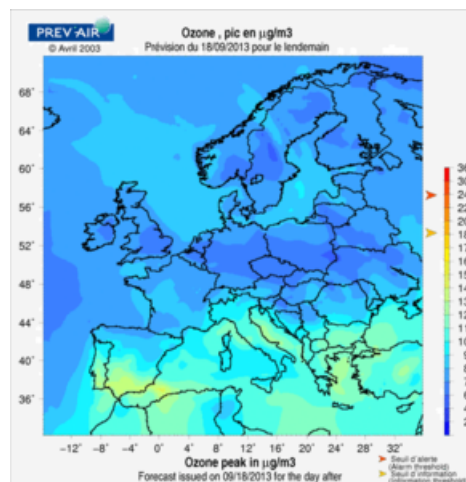 PREV'AIR
© Avril 2003
Ozone , pic en µg/m3
Prévision du 18/09/2013 pour le lendemain
68°
64°
60°
56°
52°
48°
44°
40°
36°
−12° −8° −4° 0° 4° 8° 12° 16° 20° 24° 28° 32°
Ozone peak in µg/m3
Forecast issued on 09/18/2013 for the day after
Seuil d'alerte
(Alarm threshold)
Seuil d'information
(Information threshold)